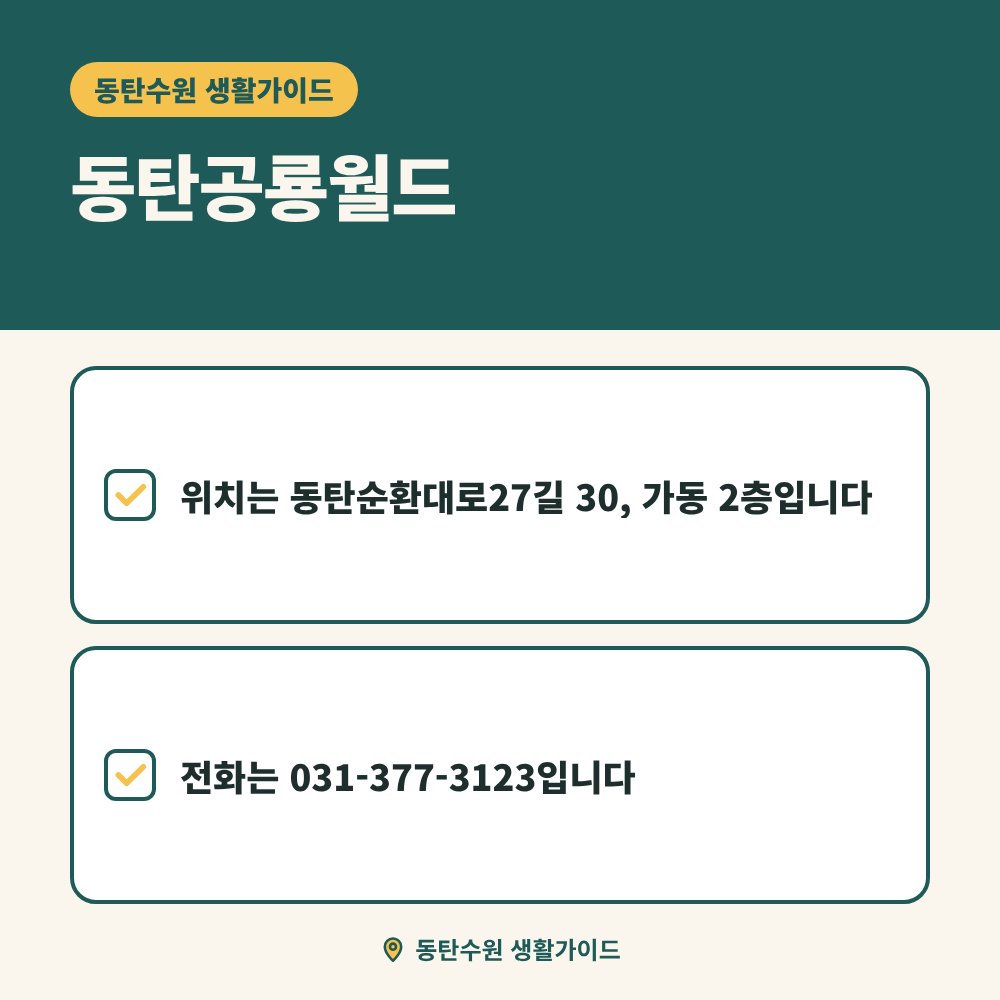 동탄수원 생활가이드
동탄공룡월드
위치는 동탄순환대로27길 30, 가동 2층입니다
전화는 031-377-3123입니다
동탄수원 생활가이드